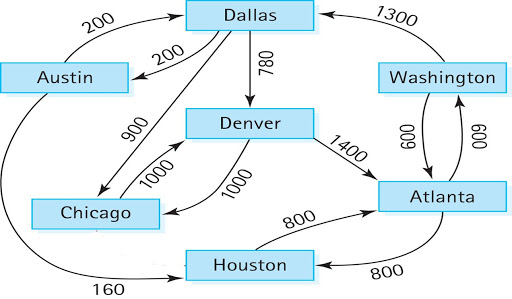 200
Dallas
1300
Austin
200
780
Washington
900
Denver
600
600
1400
1000
1000
Chicago
Atlanta
800
Houston
800
160